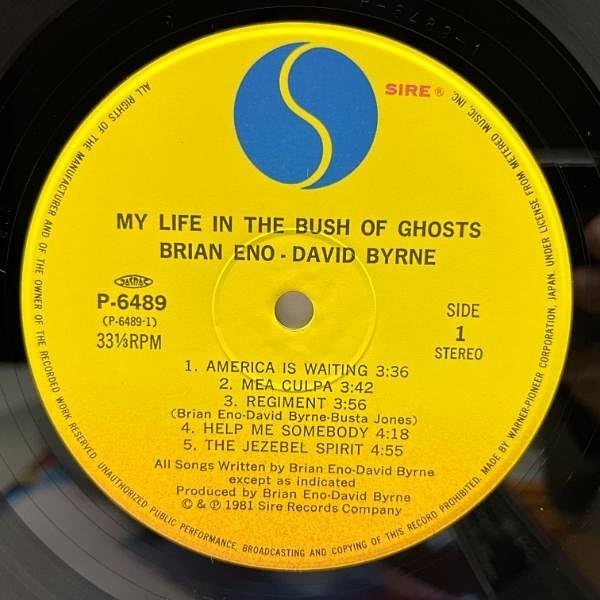 P-6489-1
SIRE ®
MY LIFE IN THE BUSH OF GHOSTS
BRIAN ENO - DAVID BYRNE
P-6489
(P-6489-1)
33⅓RPM
SIDE
1
STEREO
1. AMERICA IS WAITING 3:36
2. MEA CULPA 3:42
3. REGIMENT 3:56
(Brian Eno-David Byrne-Busta Jones)
4. HELP ME SOMEBODY 4:18
5. THE JEZEBEL SPIRIT 4:55
All Songs Written by Brian Eno-David Byrne
except as indicated
Produced by Brian Eno-David Byrne
© & ℗ 1981 Sire Records Company
ALL RIGHTS OF THE MANUFACTURER AND OF THE OWNER OF THE RECORDED WORK RESERVED. UNAUTHORIZED PUBLIC PERFORMANCE, BROADCASTING AND COPYING OF THIS RECORD PROHIBITED. MADE BY WARNER-PIONEER CORPORATION, JAPAN. UNDER LICENSE FROM METERED MUSIC, INC.